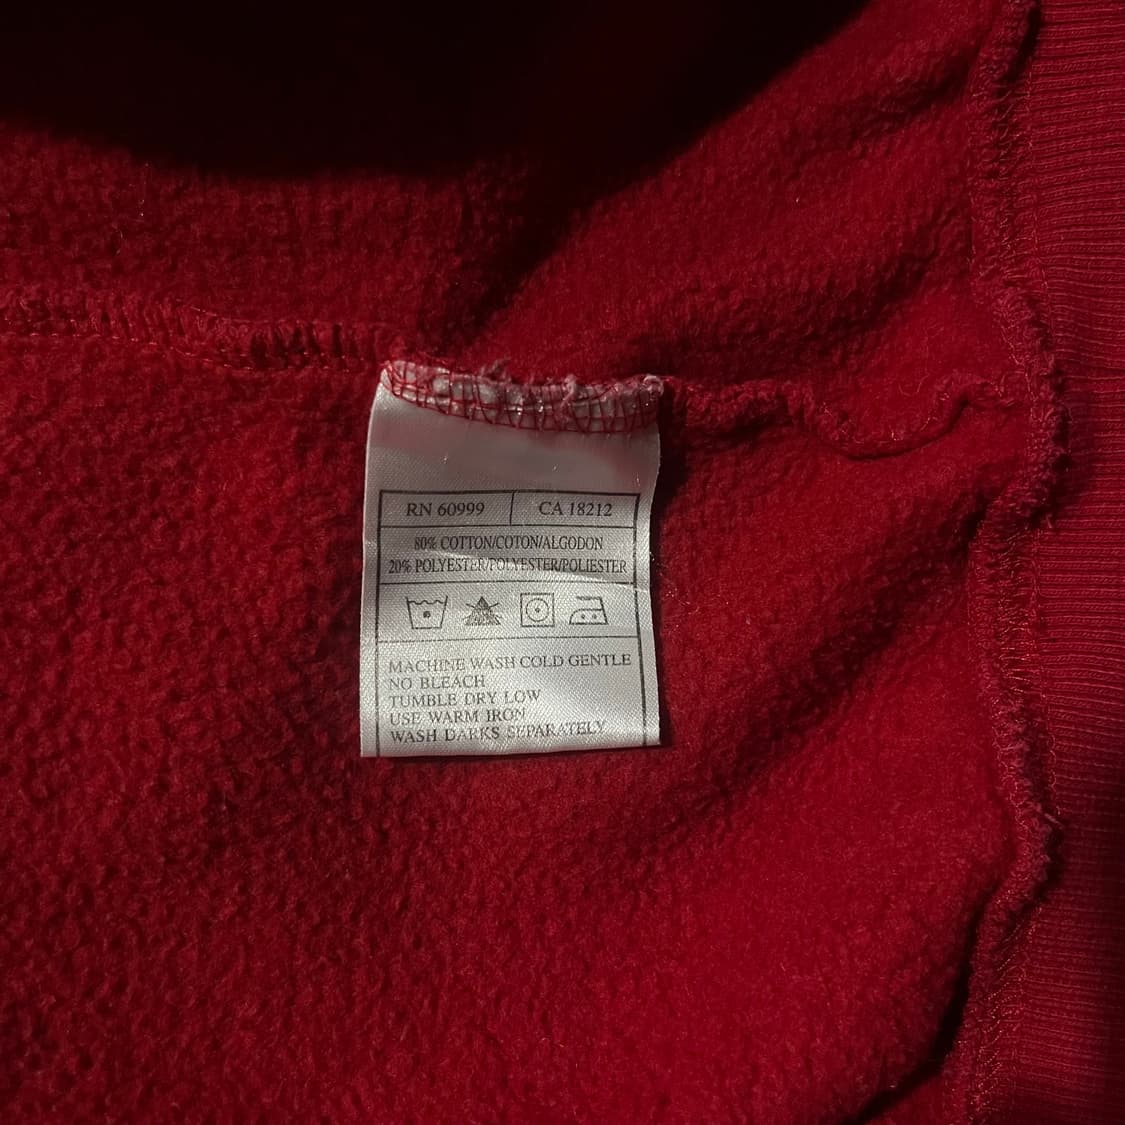 RN 60999 CA 18212
80% COTTON/COTON/ALGODON
20% POLYESTER/POLYESTER/POLIESTER
MACHINE WASH COLD GENTLE
NO BLEACH
TUMBLE DRY LOW
USE WARM IRON
WASH DARKS SEPARATELY